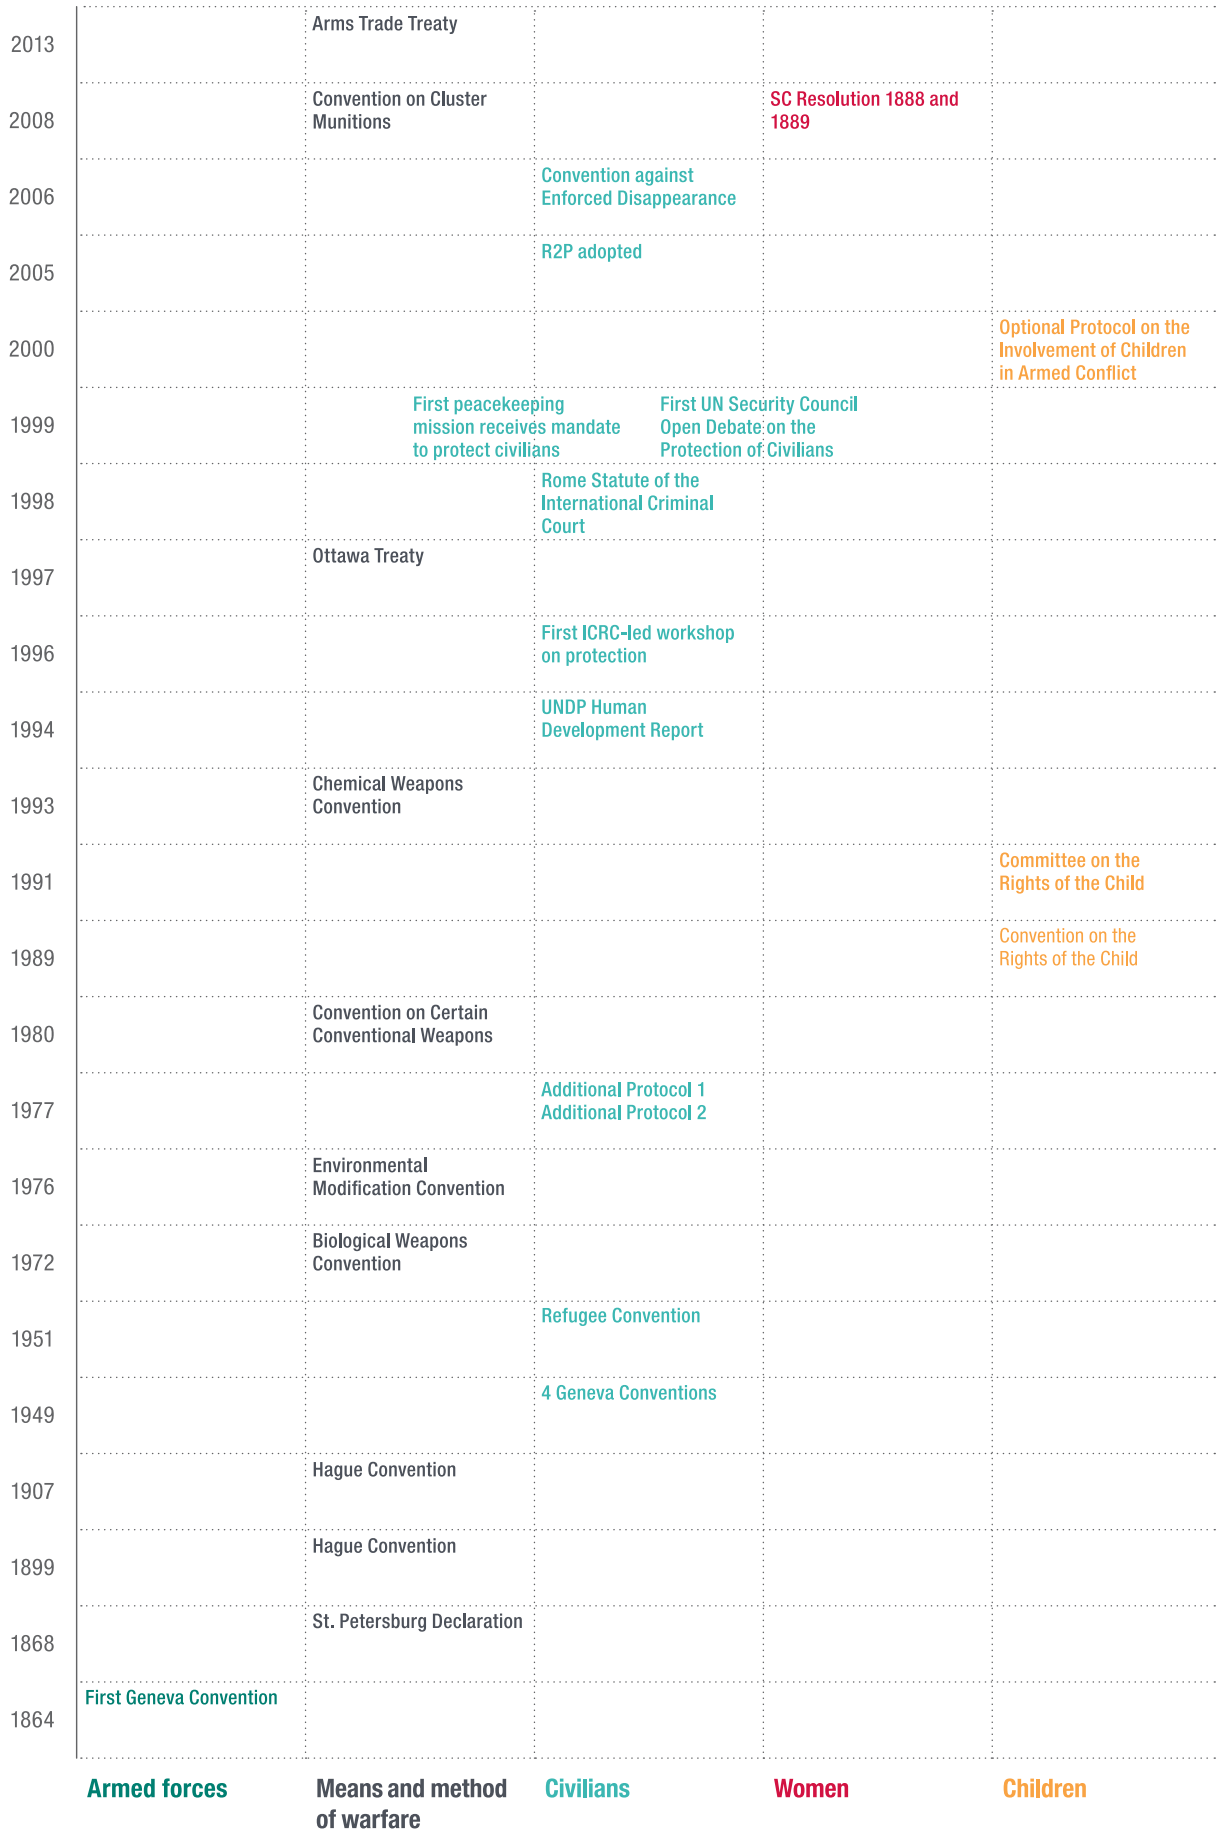 2013
Arms Trade Treaty
2008
Convention on Cluster
Munitions
SC Resolution 1888 and
1889
2006
Convention against
Enforced Disappearance
2005
R2P adopted
2000
Optional Protocol on the
Involvement of Children
in Armed Conflict
1999
First peacekeeping
mission receives mandate
to protect civilians
First UN Security Council
Open Debate on the
Protection of Civilians
1998
Rome Statute of the
International Criminal
Court
1997
Ottawa Treaty
1996
First ICRC-led workshop
on protection
1994
UNDP Human
Development Report
1993
Chemical Weapons
Convention
1991
Committee on the
Rights of the Child
1989
Convention on the
Rights of the Child
1980
Convention on Certain
Conventional Weapons
1977
Additional Protocol 1
Additional Protocol 2
1976
Environmental
Modification Convention
1972
Biological Weapons
Convention
1951
Refugee Convention
1949
4 Geneva Conventions
1907
Hague Convention
1899
Hague Convention
1868
St. Petersburg Declaration
1864
First Geneva Convention
Armed forces
Means and method
of warfare
Civilians
Women
Children